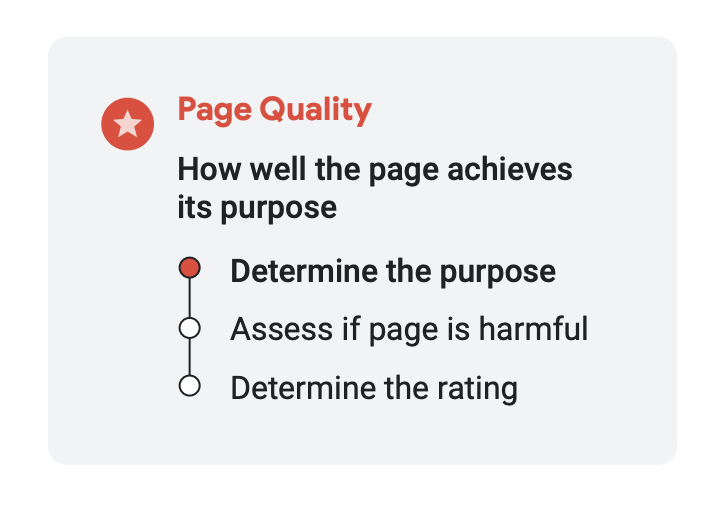 Page Quality
How well the page achieves
its purpose
Determine the purpose
Assess if page is harmful
Determine the rating